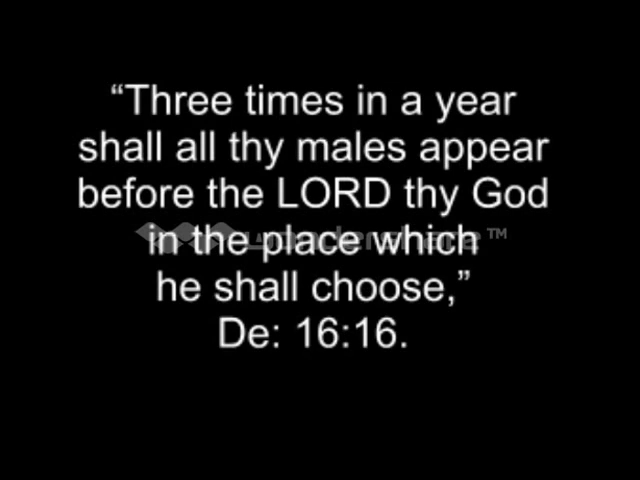 “Three times in a year
shall all thy males appear
before the LORD thy God
in the place which
wondershare™
he shall choose,”
De: 16:16.